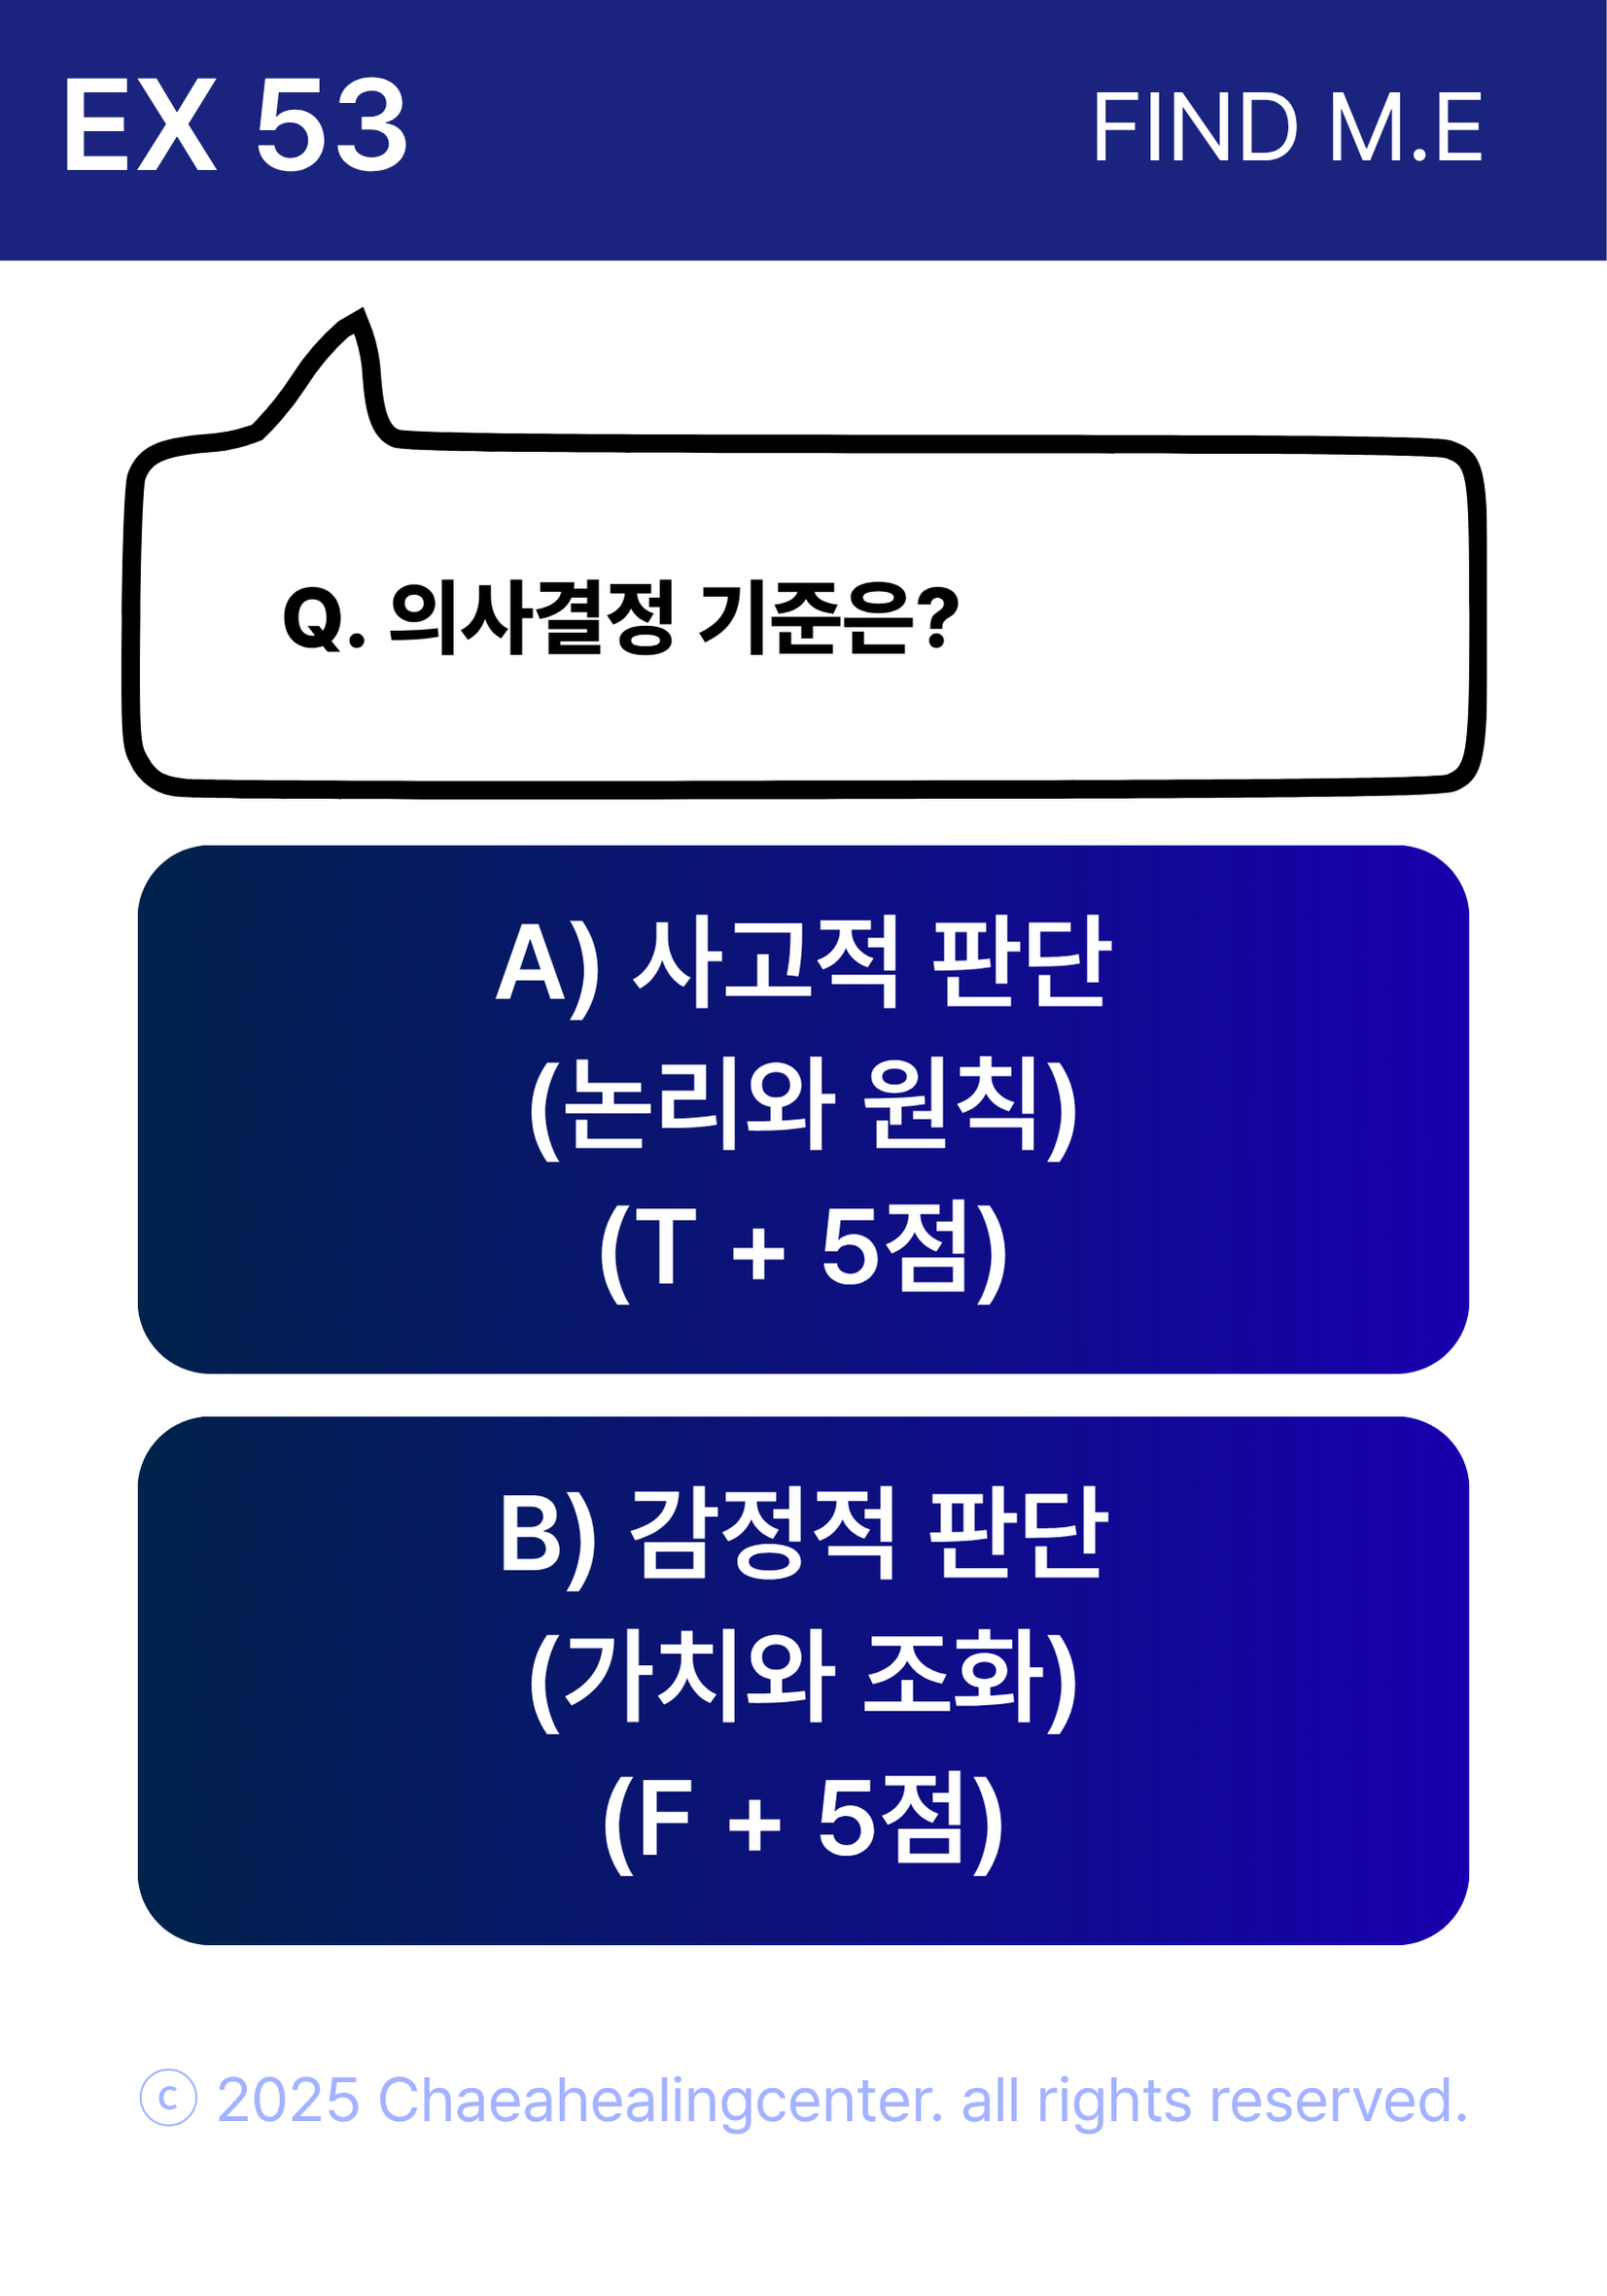 EX 53
FIND M.E
Q. 의사결정 기준은?
A) 사고적 판단
(논리와 원칙)
(T + 5점)
B) 감정적 판단
(가치와 조화)
(F + 5점)
ⓒ 2025 Chaeahealingcenter. all rights reserved.